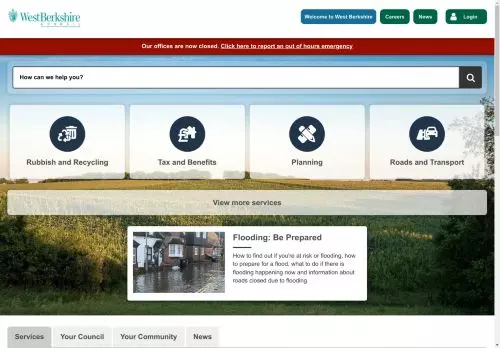 WestBerkshire
COUNCIL
Welcome to West Berkshire
Careers
News
Login
Our offices are now closed. Click here to report an out of hours emergency
How can we help you?
Rubbish and Recycling
Tax and Benefits
Planning
Roads and Transport
View more services
Flooding: Be Prepared
How to find out if you're at risk or flooding, how
to prepare for a flood, what to do if there is
flooding happening now and information about
roads closed due to flooding.
Services
Your Council
Your Community
News